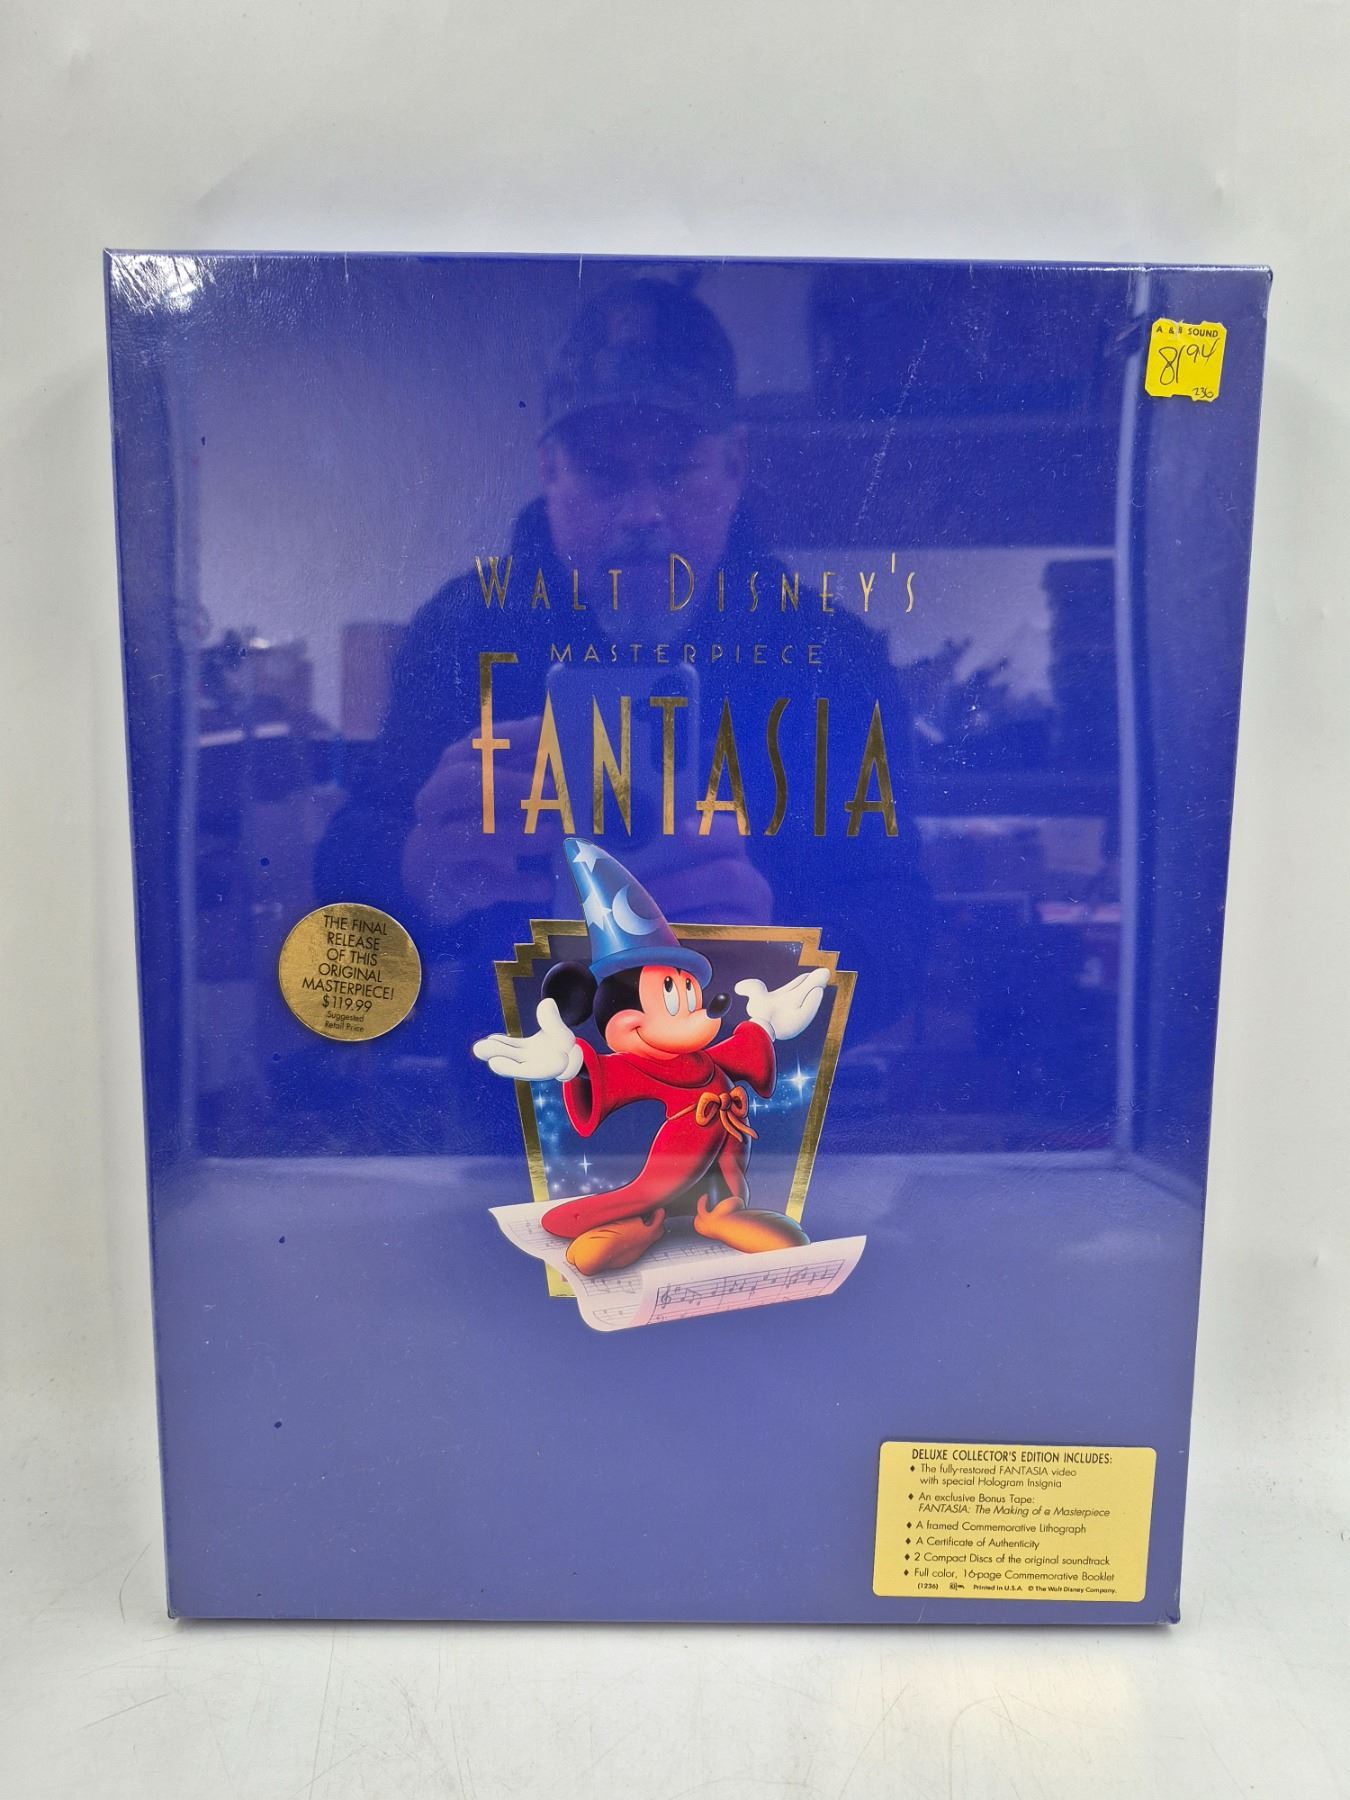 A & B SOUND
81 94
236
WALT DISNEY'S
MASTERPIECE
FANTASIA
THE FINAL
RELEASE
OF THIS
ORIGINAL
MASTERPIECE!
$119.99
Suggested
Retail Price
DELUXE COLLECTOR'S EDITION INCLUDES:
♦ The fully-restored FANTASIA video
with special Hologram Insignia
♦ An exclusive Bonus Tape:
FANTASIA: The Making of a Masterpiece
♦ A framed Commemorative Lithograph
♦ A Certificate of Authenticity
♦ 2 Compact Discs of the original soundtrack
♦ Full color, 16-page Commemorative Booklet
(1236) Printed in U.S.A. © The Walt Disney Company.